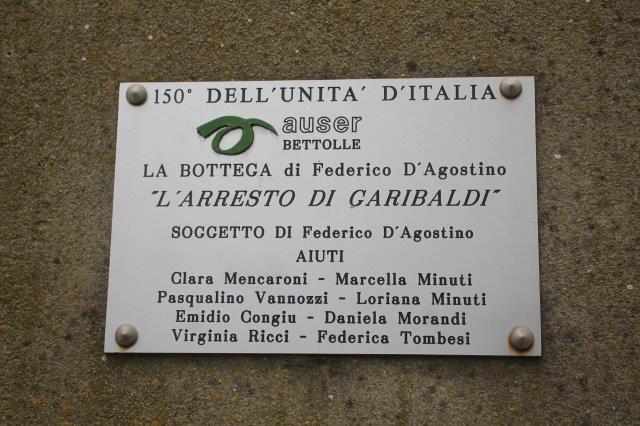 150° DELL'UNITA' D'ITALIA
auser
BETTOLLE
LA BOTTEGA di Federico D'Agostino
"L'ARRESTO DI GARIBALDI"
SOGGETTO DI Federico D'Agostino
AIUTI
Clara Mencaroni - Marcella Minuti
Pasqualino Vannozzi - Loriana Minuti
Emidio Congiu - Daniela Morandi
Virginia Ricci - Federica Tombesi